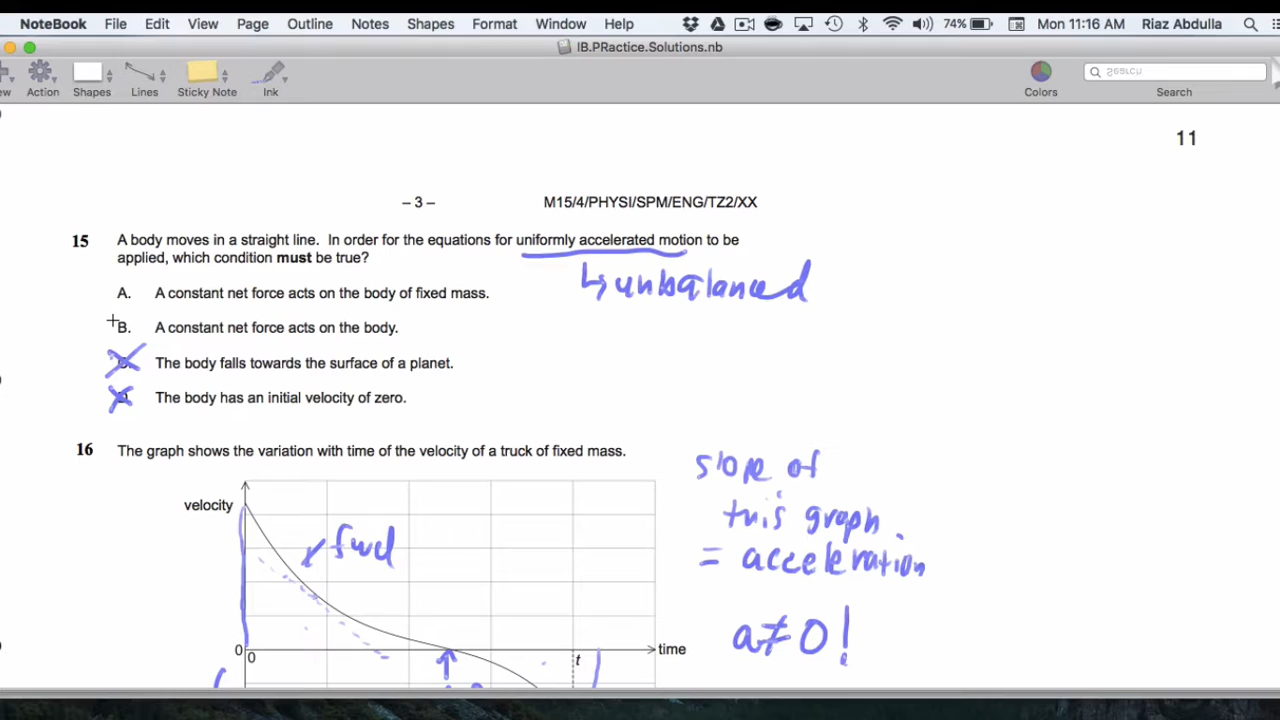 NoteBook File Edit View Page Outline Notes Shapes Format Window Help 74% Mon 11:16 AM Riaz Abdulla
IB.PRactice.Solutions.nb
Action Shapes Lines Sticky Note Ink Colors Search
11
– 3 – M15/4/PHYSI/SPM/ENG/TZ2/XX
15 A body moves in a straight line. In order for the equations for uniformly accelerated motion to be
applied, which condition must be true?
↳ unbalanced
A. A constant net force acts on the body of fixed mass.
B. A constant net force acts on the body.
C. The body falls towards the surface of a planet.
D. The body has an initial velocity of zero.
16 The graph shows the variation with time of the velocity of a truck of fixed mass.
slope of
this graph
= acceleration
a≠0!
velocity
fwd
0
0
t
time